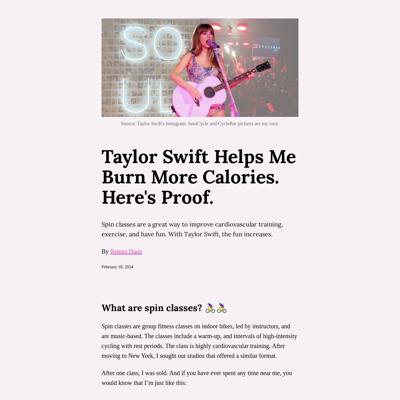 SO
UL
CYCLEBAR
Source: Taylor Swift's Instagram. SoulCycle and CycleBar pictures are my own.
Taylor Swift Helps Me
Burn More Calories.
Here's Proof.
Spin classes are a great way to improve cardiovascular training,
exercise, and have fun. With Taylor Swift, the fun increases.
By Renata Daou
February 18, 2024
What are spin classes? 🚴‍♀️🚴‍♀️
Spin classes are group fitness classes on indoor bikes, led by instructors, and
are music-based. The classes include a warm-up, and intervals of high-intensity
cycling with rest periods. The class is highly cardiovascular training. After
moving to New York, I sought out studios that offered a similar format.
After one class, I was sold. And if you have ever spent any time near me, you
would know that I'm just like this: